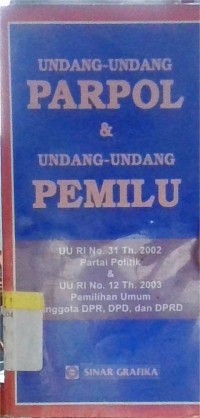 UNDANG-UNDANG
PARPOL
&
UNDANG-UNDANG
PEMILU
UU RI No. 31 Th. 2002
Partai Politik
&
UU RI No. 12 Th. 2003
Pemilihan Umum
nggota DPR, DPD, dan DPRD
SINAR GRAFIKA